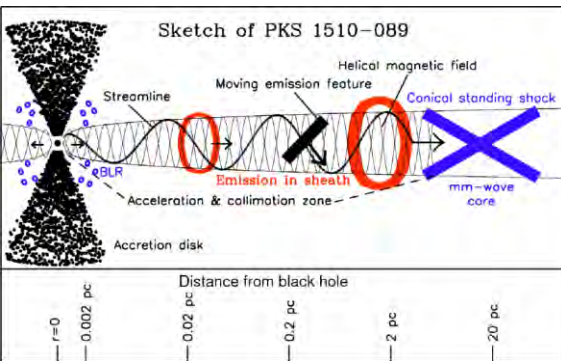 Sketch of PKS 1510-089
Helical magnetic field
Moving emission feature
Conical standing shock
Streamline
BLR
Emission in sheath
Acceleration & collimation zone
mm-wave
core
Accretion disk
Distance from black hole
r=0
0.002 pc
0.02 pc
0.2 pc
2 pc
20 pc